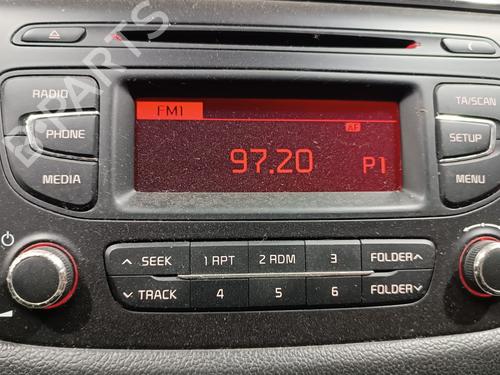 RADIO
FM1
TA/SCAN
AF
PHONE
97.20
P1
SETUP
MEDIA
MENU
SEEK
1 RPT
2 RDM
3
FOLDER
TRACK
4
5
6
FOLDER